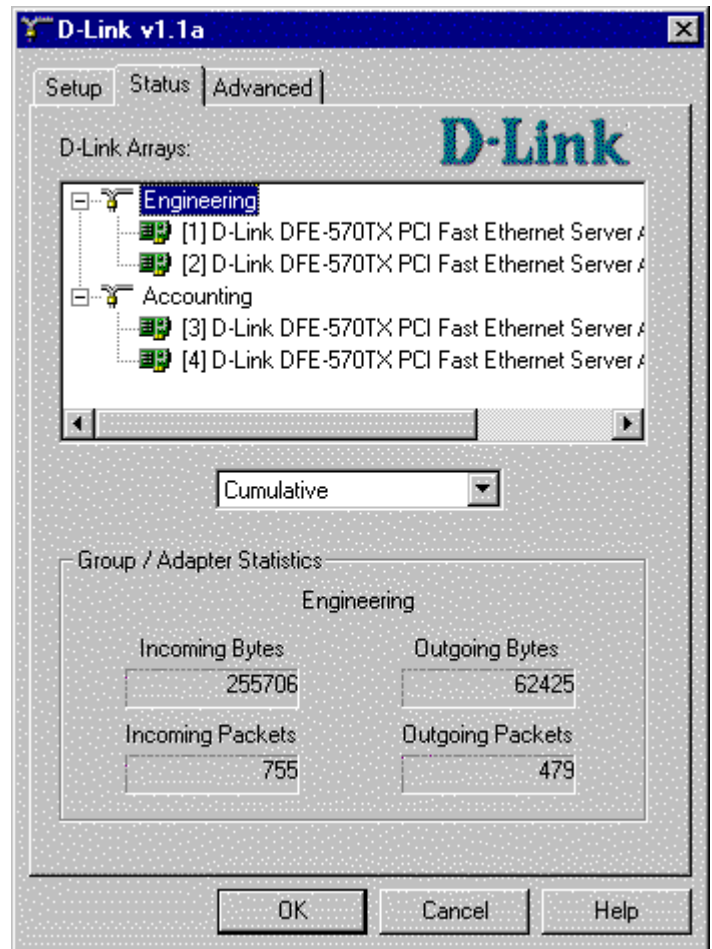 D-Link v1.1a
Setup Status Advanced
D-Link Arrays:
D-Link
Engineering
[1] D-Link DFE-570TX PCI Fast Ethernet Server A
[2] D-Link DFE-570TX PCI Fast Ethernet Server A
Accounting
[3] D-Link DFE-570TX PCI Fast Ethernet Server A
[4] D-Link DFE-570TX PCI Fast Ethernet Server A
Cumulative
Group / Adapter Statistics
Engineering
Incoming Bytes Outgoing Bytes
255706 62425
Incoming Packets Outgoing Packets
755 479
OK Cancel Help